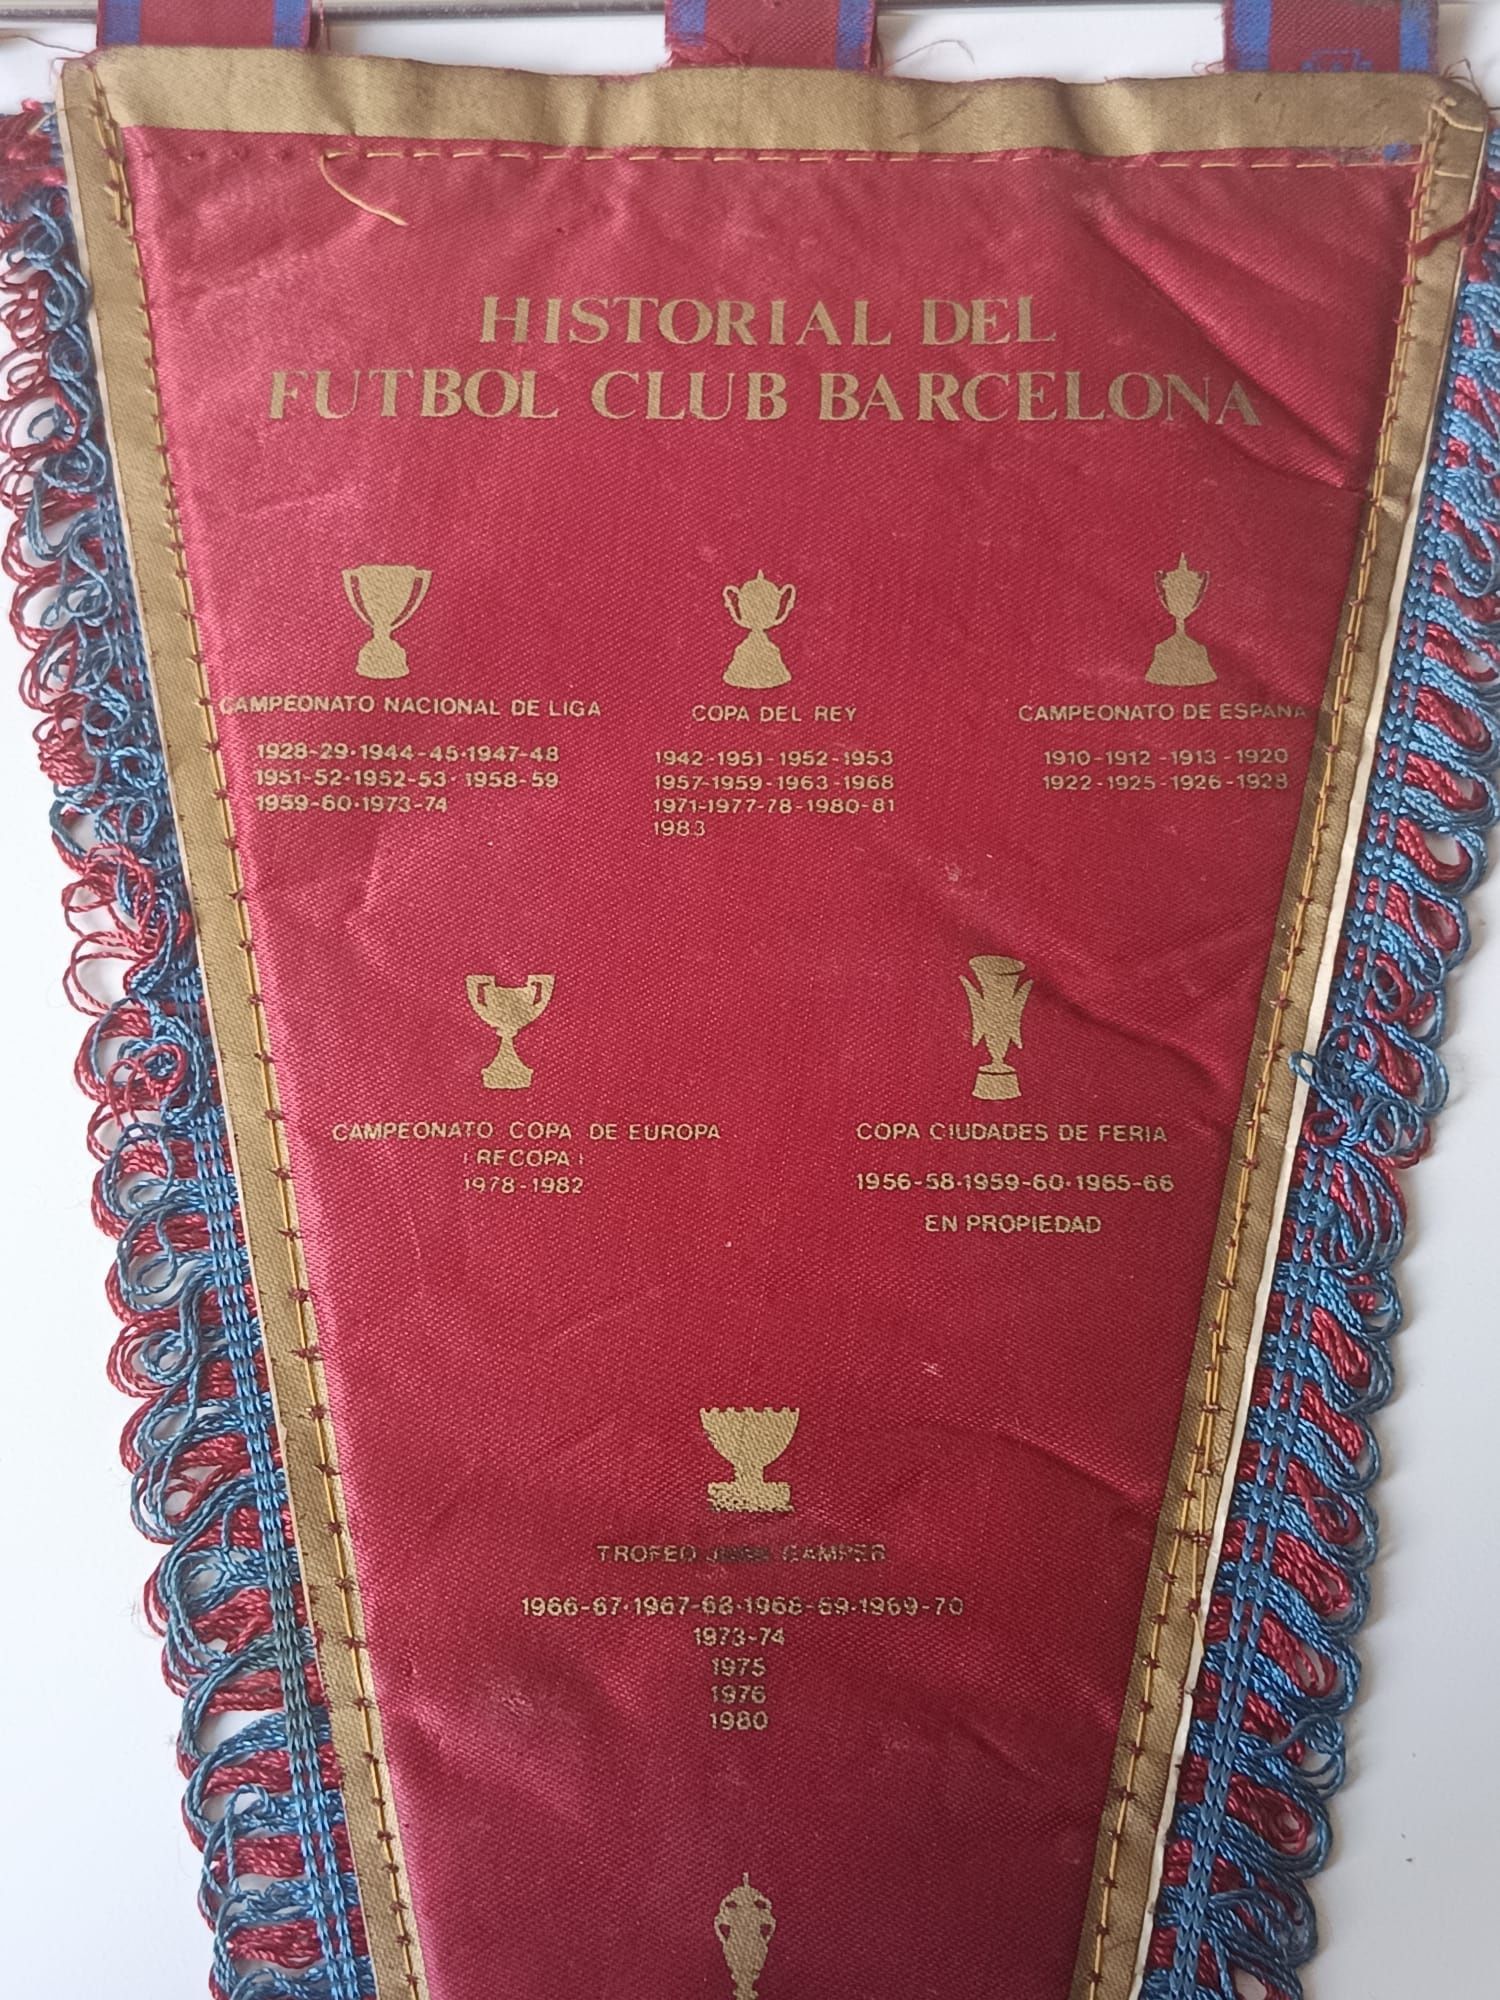 HISTORIAL DEL
FUTBOL CLUB BARCELONA
CAMPEONATO NACIONAL DE LIGA
1928-29·1944-45·1947-48
1951-52·1952-53·1958-59
1959-60·1973-74
COPA DEL REY
1942-1951-1952-1953
1957-1959-1963-1968
1971-1977-78-1980-81
1983
CAMPEONATO DE ESPAÑA
1910-1912-1913-1920
1922-1925-1926-1928
CAMPEONATO COPA DE EUROPA
(RECOPA)
1978-1982
COPA CIUDADES DE FERIA
1956-58·1959-60·1965-66
EN PROPIEDAD
TROFEO GAMPER
1966-67·1967-68·1968-69·1969-70
1973-74
1975
1976
1980